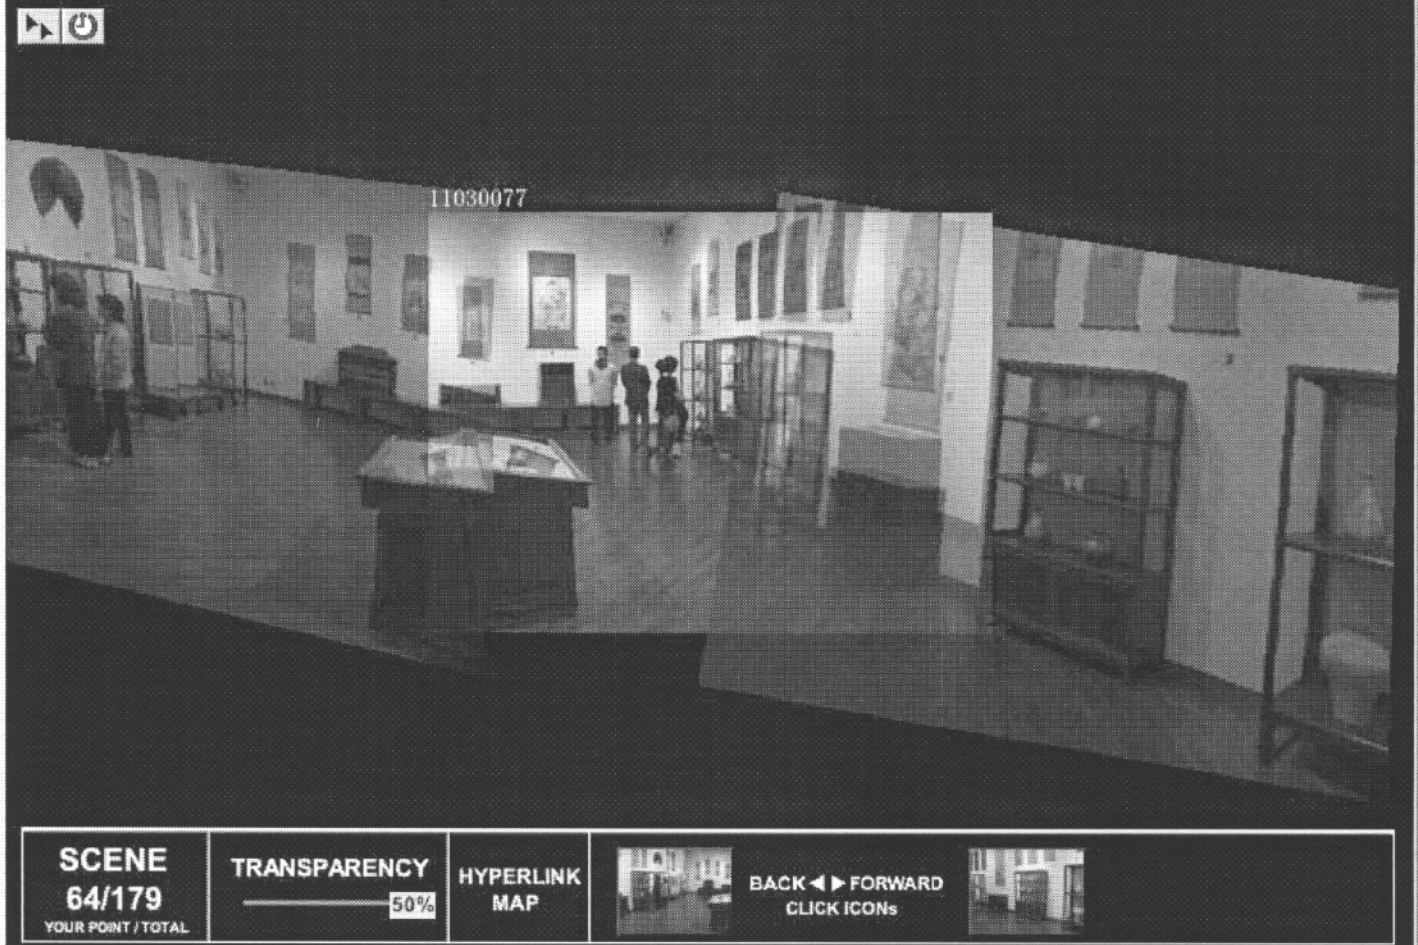 11030077
SCENE
64/179
YOUR POINT / TOTAL
TRANSPARENCY
50%
HYPERLINK
MAP
BACK ◀ ▶ FORWARD
CLICK ICONs